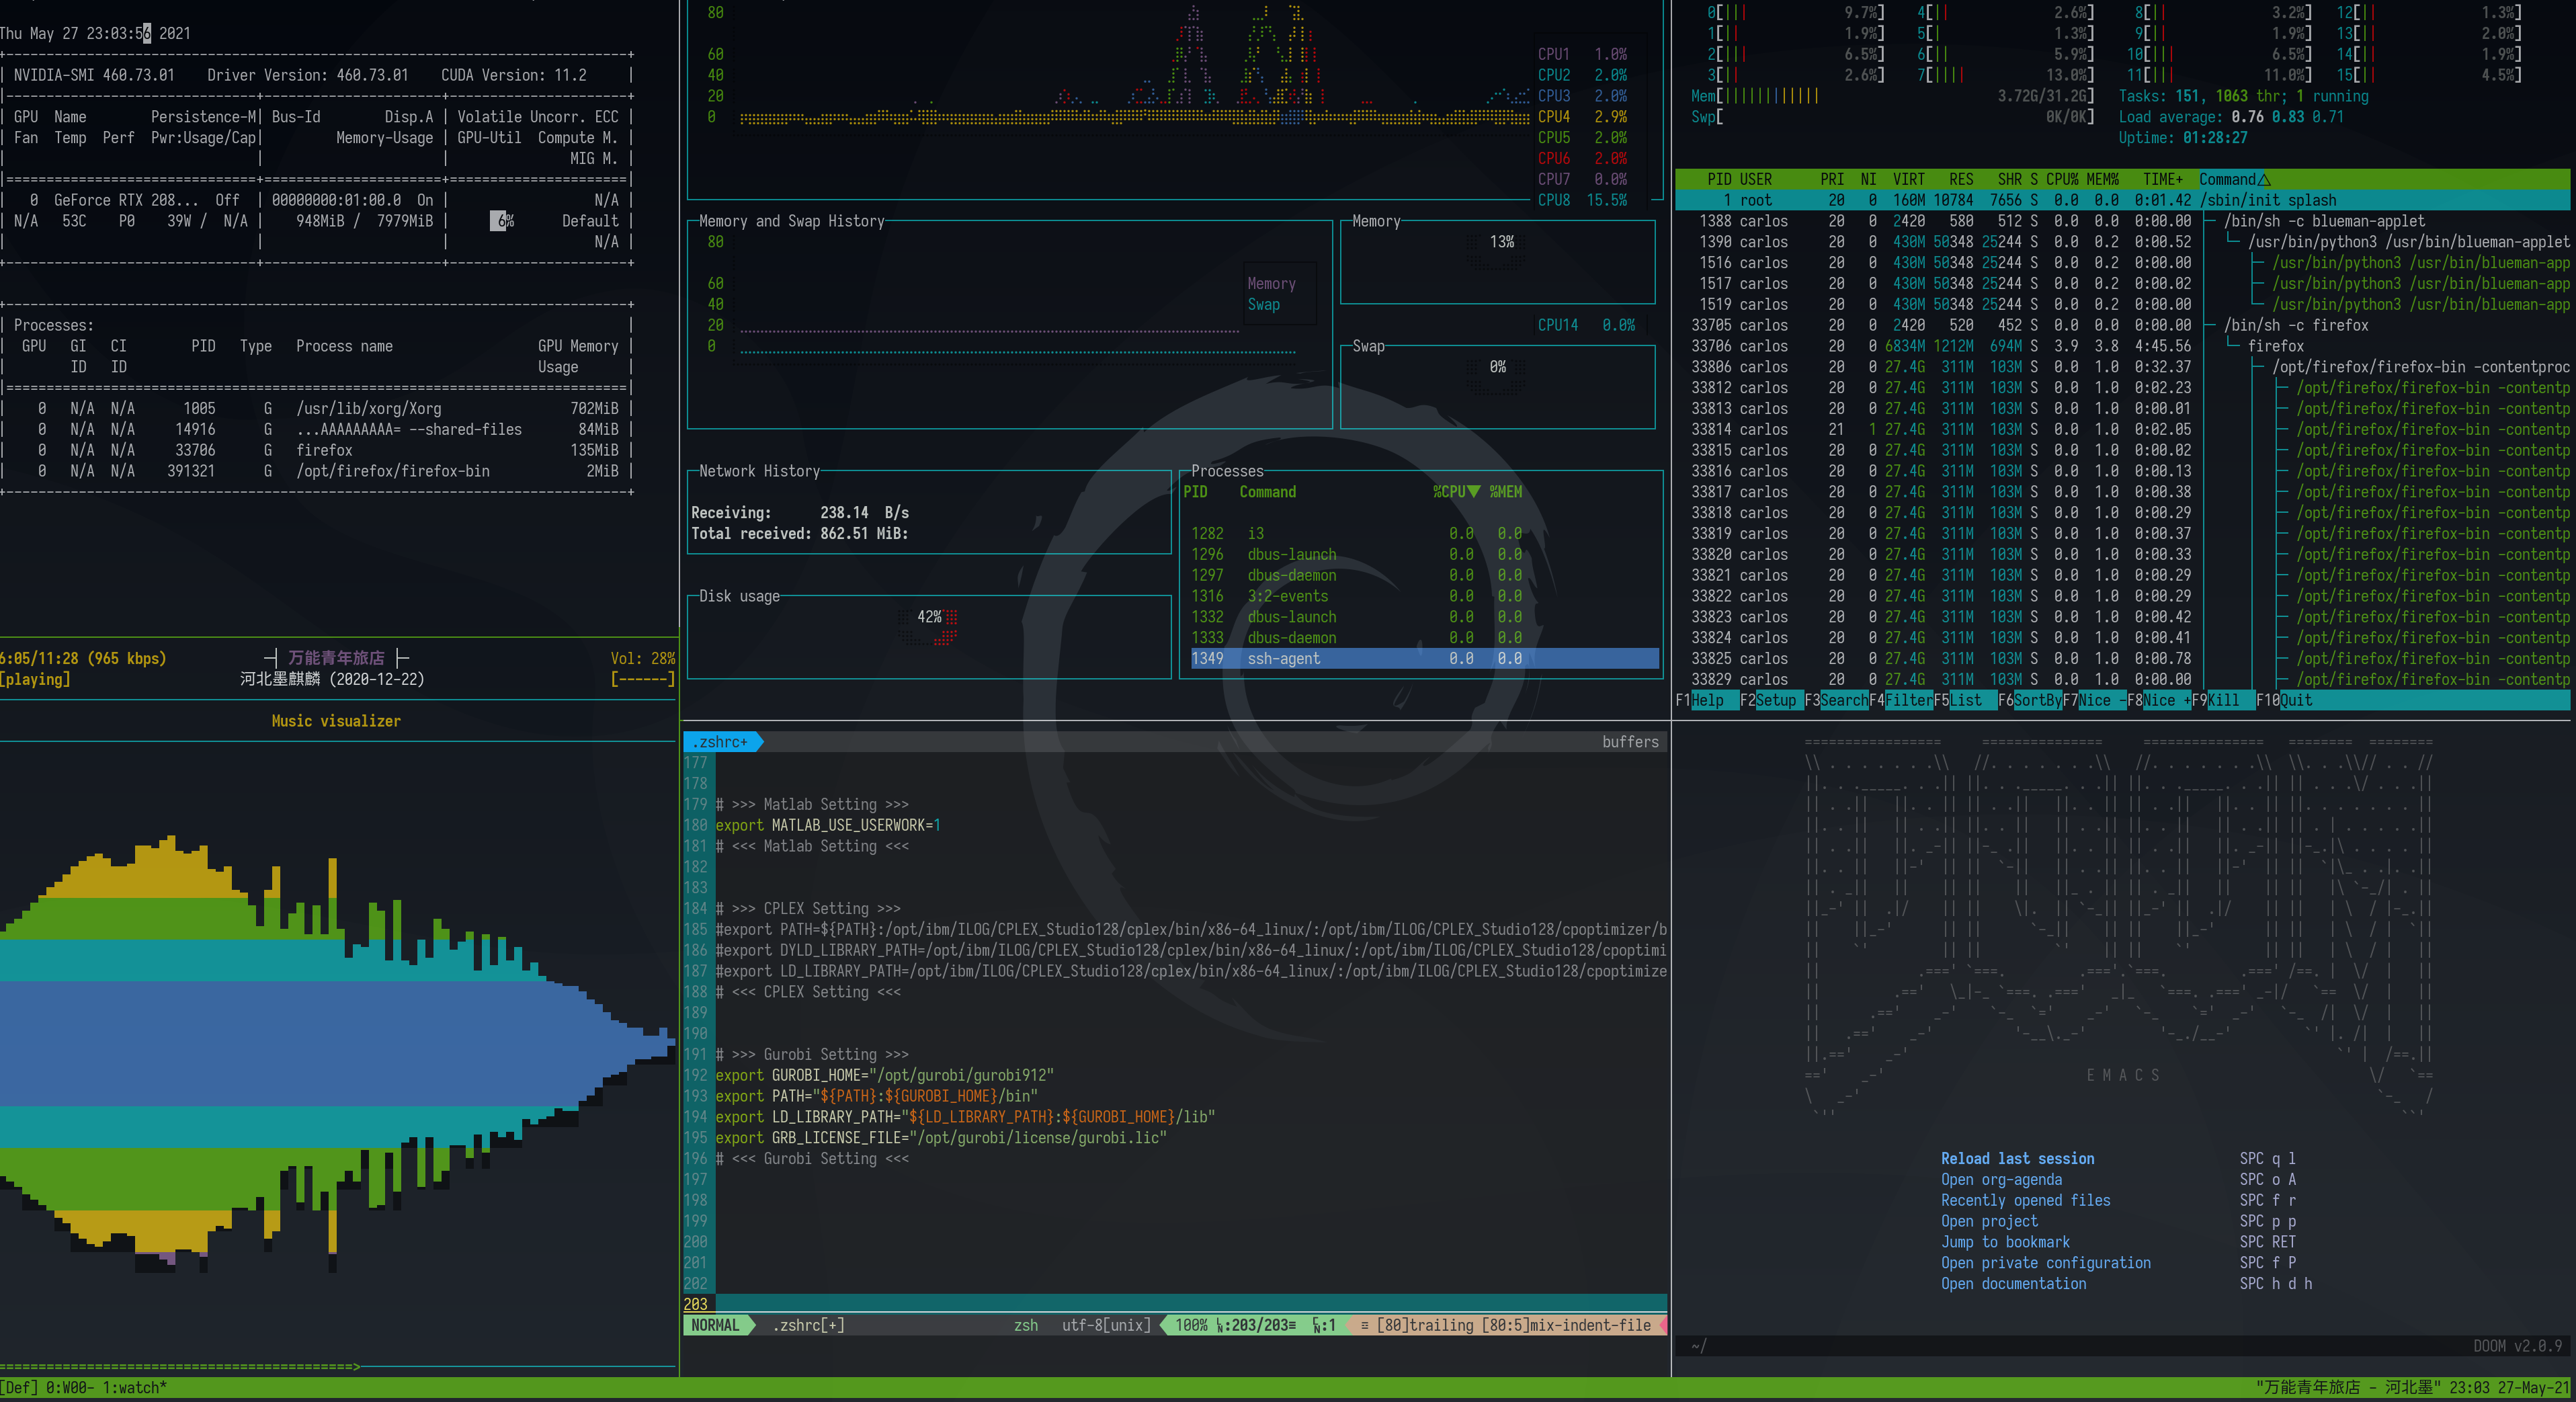 Thu May 27 23:03:56 2021
NVIDIA-SMI 460.73.01    Driver Version: 460.73.01    CUDA Version: 11.2
GPU  Name        Persistence-M| Bus-Id        Disp.A | Volatile Uncorr. ECC
Fan  Temp  Perf  Pwr:Usage/Cap|         Memory-Usage | GPU-Util  Compute M.
MIG M.
0  GeForce RTX 208...  Off  | 00000000:01:00.0  On |                  N/A
N/A   53C    P0    39W /  N/A |    948MiB /  7979MiB |      6%      Default
N/A
Processes:
GPU   GI   CI        PID   Type   Process name                  GPU Memory
ID   ID                                                   Usage
0   N/A  N/A      1005      G   /usr/lib/xorg/Xorg                702MiB
0   N/A  N/A     14916      G   ...AAAAAAAAA= --shared-files       84MiB
0   N/A  N/A     33706      G   firefox                           135MiB
0   N/A  N/A    391321      G   /opt/firefox/firefox-bin            2MiB
6:05/11:28 (965 kbps)
万能青年旅店
Vol: 28%
[playing]
河北墨麒麟 (2020-12-22)
[------]
Music visualizer
80
60
40
20
0
CPU1 1.0%
CPU2 2.0%
CPU3 2.0%
CPU4 2.9%
CPU5 2.0%
CPU6 2.0%
CPU7 0.0%
CPU8 15.5%
Memory and Swap History
80
60
40
20
0
Memory
Swap
Memory
13%
CPU14 0.0%
Swap
0%
Network History
Receiving: 238.14 B/s
Total received: 862.51 MiB:
Disk usage
42%
Processes
PID Command %CPU▼ %MEM
1282 i3 0.0 0.0
1296 dbus-launch 0.0 0.0
1297 dbus-daemon 0.0 0.0
1316 3:2-events 0.0 0.0
1332 dbus-launch 0.0 0.0
1333 dbus-daemon 0.0 0.0
1349 ssh-agent 0.0 0.0
.zshrc+ buffers
177
178
179 # >>> Matlab Setting >>>
180 export MATLAB_USE_USERWORK=1
181 # <<< Matlab Setting <<<
182
183
184 # >>> CPLEX Setting >>>
185 #export PATH=${PATH}:/opt/ibm/ILOG/CPLEX_Studio128/cplex/bin/x86-64_linux/:/opt/ibm/ILOG/CPLEX_Studio128/cpoptimizer/b
186 #export DYLD_LIBRARY_PATH=/opt/ibm/ILOG/CPLEX_Studio128/cplex/bin/x86-64_linux/:/opt/ibm/ILOG/CPLEX_Studio128/cpoptimi
187 #export LD_LIBRARY_PATH=/opt/ibm/ILOG/CPLEX_Studio128/cplex/bin/x86-64_linux/:/opt/ibm/ILOG/CPLEX_Studio128/cpoptimize
188 # <<< CPLEX Setting <<<
189
190
191 # >>> Gurobi Setting >>>
192 export GUROBI_HOME="/opt/gurobi/gurobi912"
193 export PATH="${PATH}:${GUROBI_HOME}/bin"
194 export LD_LIBRARY_PATH="${LD_LIBRARY_PATH}:${GUROBI_HOME}/lib"
195 export GRB_LICENSE_FILE="/opt/gurobi/license/gurobi.lic"
196 # <<< Gurobi Setting <<<
197
198
199
200
201
202
203
NORMAL .zshrc[+] zsh utf-8[unix] 100% :203/203≡ :1 ≡ [80]trailing [80:5]mix-indent-file
0[||| 9.7%] 4[|| 2.6%] 8[|| 3.2%] 12[|| 1.3%]
1[|| 1.9%] 5[| 1.3%] 9[|| 1.9%] 13[|| 2.0%]
2[||| 6.5%] 6[|| 5.9%] 10[||| 6.5%] 14[|| 1.9%]
3[|| 2.6%] 7[|||| 13.0%] 11[||| 11.0%] 15[|| 4.5%]
Mem[|||||||||||| 3.72G/31.2G] Tasks: 151, 1063 thr; 1 running
Swp[ 0K/0K] Load average: 0.76 0.83 0.71
Uptime: 01:28:27
PID USER PRI NI VIRT RES SHR S CPU% MEM% TIME+ Command△
1 root 20 0 160M 10784 7656 S 0.0 0.0 0:01.42 /sbin/init splash
1388 carlos 20 0 2420 580 512 S 0.0 0.0 0:00.00 ├─ /bin/sh -c blueman-applet
1390 carlos 20 0 430M 50348 25244 S 0.0 0.2 0:00.52 │ └─ /usr/bin/python3 /usr/bin/blueman-applet
1516 carlos 20 0 430M 50348 25244 S 0.0 0.2 0:00.00 │ ├─ /usr/bin/python3 /usr/bin/blueman-app
1517 carlos 20 0 430M 50348 25244 S 0.0 0.2 0:00.02 │ ├─ /usr/bin/python3 /usr/bin/blueman-app
1519 carlos 20 0 430M 50348 25244 S 0.0 0.2 0:00.00 │ └─ /usr/bin/python3 /usr/bin/blueman-app
33705 carlos 20 0 2420 520 452 S 0.0 0.0 0:00.00 ├─ /bin/sh -c firefox
33706 carlos 20 0 6834M 1212M 694M S 3.9 3.8 4:45.56 │ └─ firefox
33806 carlos 20 0 27.4G 311M 103M S 0.0 1.0 0:32.37 │ ├─ /opt/firefox/firefox-bin -contentproc
33812 carlos 20 0 27.4G 311M 103M S 0.0 1.0 0:02.23 │ │ ├─ /opt/firefox/firefox-bin -contentp
33813 carlos 20 0 27.4G 311M 103M S 0.0 1.0 0:00.01 │ │ ├─ /opt/firefox/firefox-bin -contentp
33814 carlos 21 1 27.4G 311M 103M S 0.0 1.0 0:02.05 │ │ ├─ /opt/firefox/firefox-bin -contentp
33815 carlos 20 0 27.4G 311M 103M S 0.0 1.0 0:00.02 │ │ ├─ /opt/firefox/firefox-bin -contentp
33816 carlos 20 0 27.4G 311M 103M S 0.0 1.0 0:00.13 │ │ ├─ /opt/firefox/firefox-bin -contentp
33817 carlos 20 0 27.4G 311M 103M S 0.0 1.0 0:00.38 │ │ ├─ /opt/firefox/firefox-bin -contentp
33818 carlos 20 0 27.4G 311M 103M S 0.0 1.0 0:00.29 │ │ ├─ /opt/firefox/firefox-bin -contentp
33819 carlos 20 0 27.4G 311M 103M S 0.0 1.0 0:00.37 │ │ ├─ /opt/firefox/firefox-bin -contentp
33820 carlos 20 0 27.4G 311M 103M S 0.0 1.0 0:00.33 │ │ ├─ /opt/firefox/firefox-bin -contentp
33821 carlos 20 0 27.4G 311M 103M S 0.0 1.0 0:00.29 │ │ ├─ /opt/firefox/firefox-bin -contentp
33822 carlos 20 0 27.4G 311M 103M S 0.0 1.0 0:00.29 │ │ ├─ /opt/firefox/firefox-bin -contentp
33823 carlos 20 0 27.4G 311M 103M S 0.0 1.0 0:00.42 │ │ ├─ /opt/firefox/firefox-bin -contentp
33824 carlos 20 0 27.4G 311M 103M S 0.0 1.0 0:00.41 │ │ ├─ /opt/firefox/firefox-bin -contentp
33825 carlos 20 0 27.4G 311M 103M S 0.0 1.0 0:00.78 │ │ ├─ /opt/firefox/firefox-bin -contentp
33829 carlos 20 0 27.4G 311M 103M S 0.0 1.0 0:00.00 │ │ ├─ /opt/firefox/firefox-bin -contentp
F1Help F2Setup F3SearchF4FilterF5List F6SortByF7Nice -F8Nice +F9Kill F10Quit
E M A C S
Reload last session SPC q l
Open org-agenda SPC o A
Recently opened files SPC f r
Open project SPC p p
Jump to bookmark SPC RET
Open private configuration SPC f P
Open documentation SPC h d h
~/ DOOM v2.0.9
[Def] 0:W00- 1:watch* "万能青年旅店 - 河北墨" 23:03 27-May-21